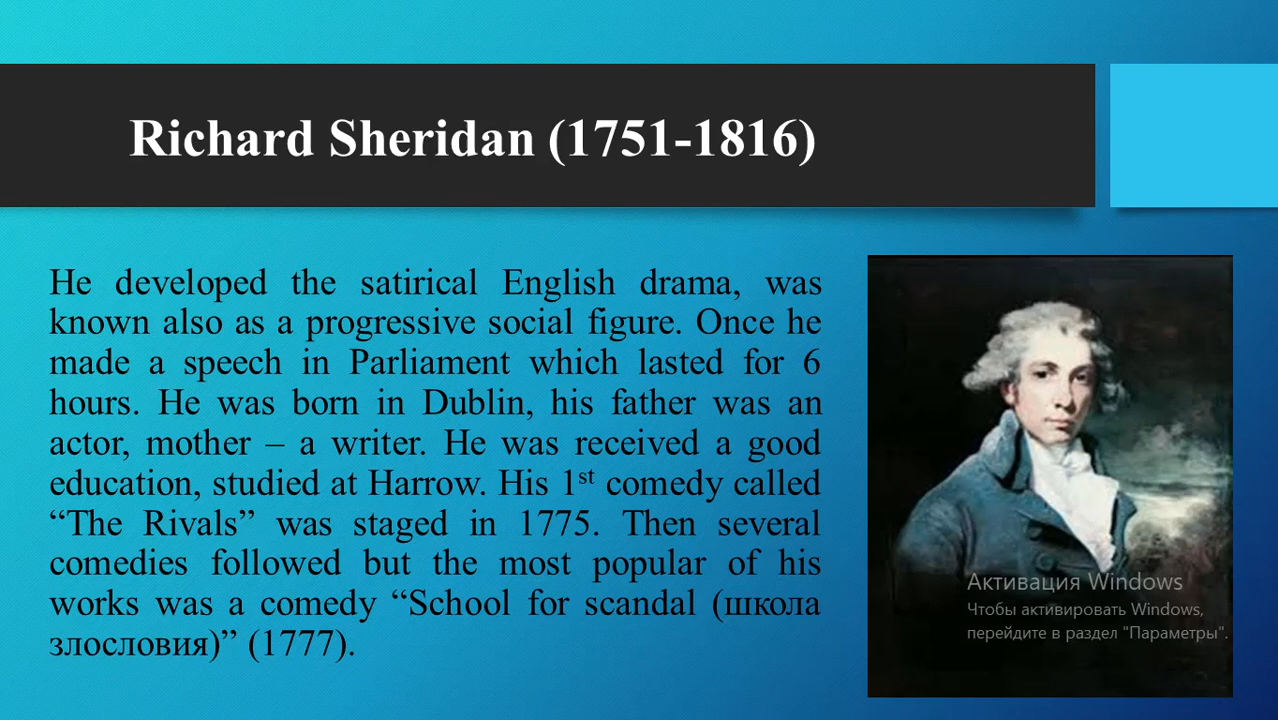 Richard Sheridan (1751-1816)
He developed the satirical English drama, was
known also as a progressive social figure. Once he
made a speech in Parliament which lasted for 6
hours. He was born in Dublin, his father was an
actor, mother – a writer. He was received a good
education, studied at Harrow. His 1st comedy called
“The Rivals” was staged in 1775. Then several
comedies followed but the most popular of his
works was a comedy “School for scandal (школа
злословия)” (1777).
Активация Windows
Чтобы активировать Windows,
перейдите в раздел "Параметры".